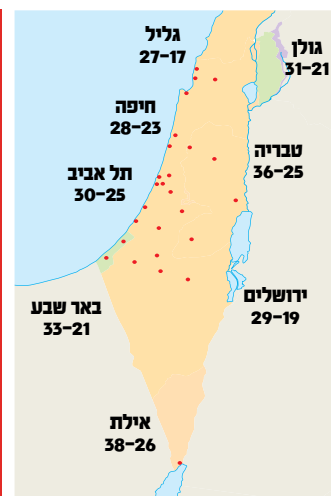 גליל
27-17
גולן
31-21
חיפה
28-23
טבריה
36-25
תל אביב
30-25
ירושלים
29-19
באר שבע
33-21
אילת
38-26